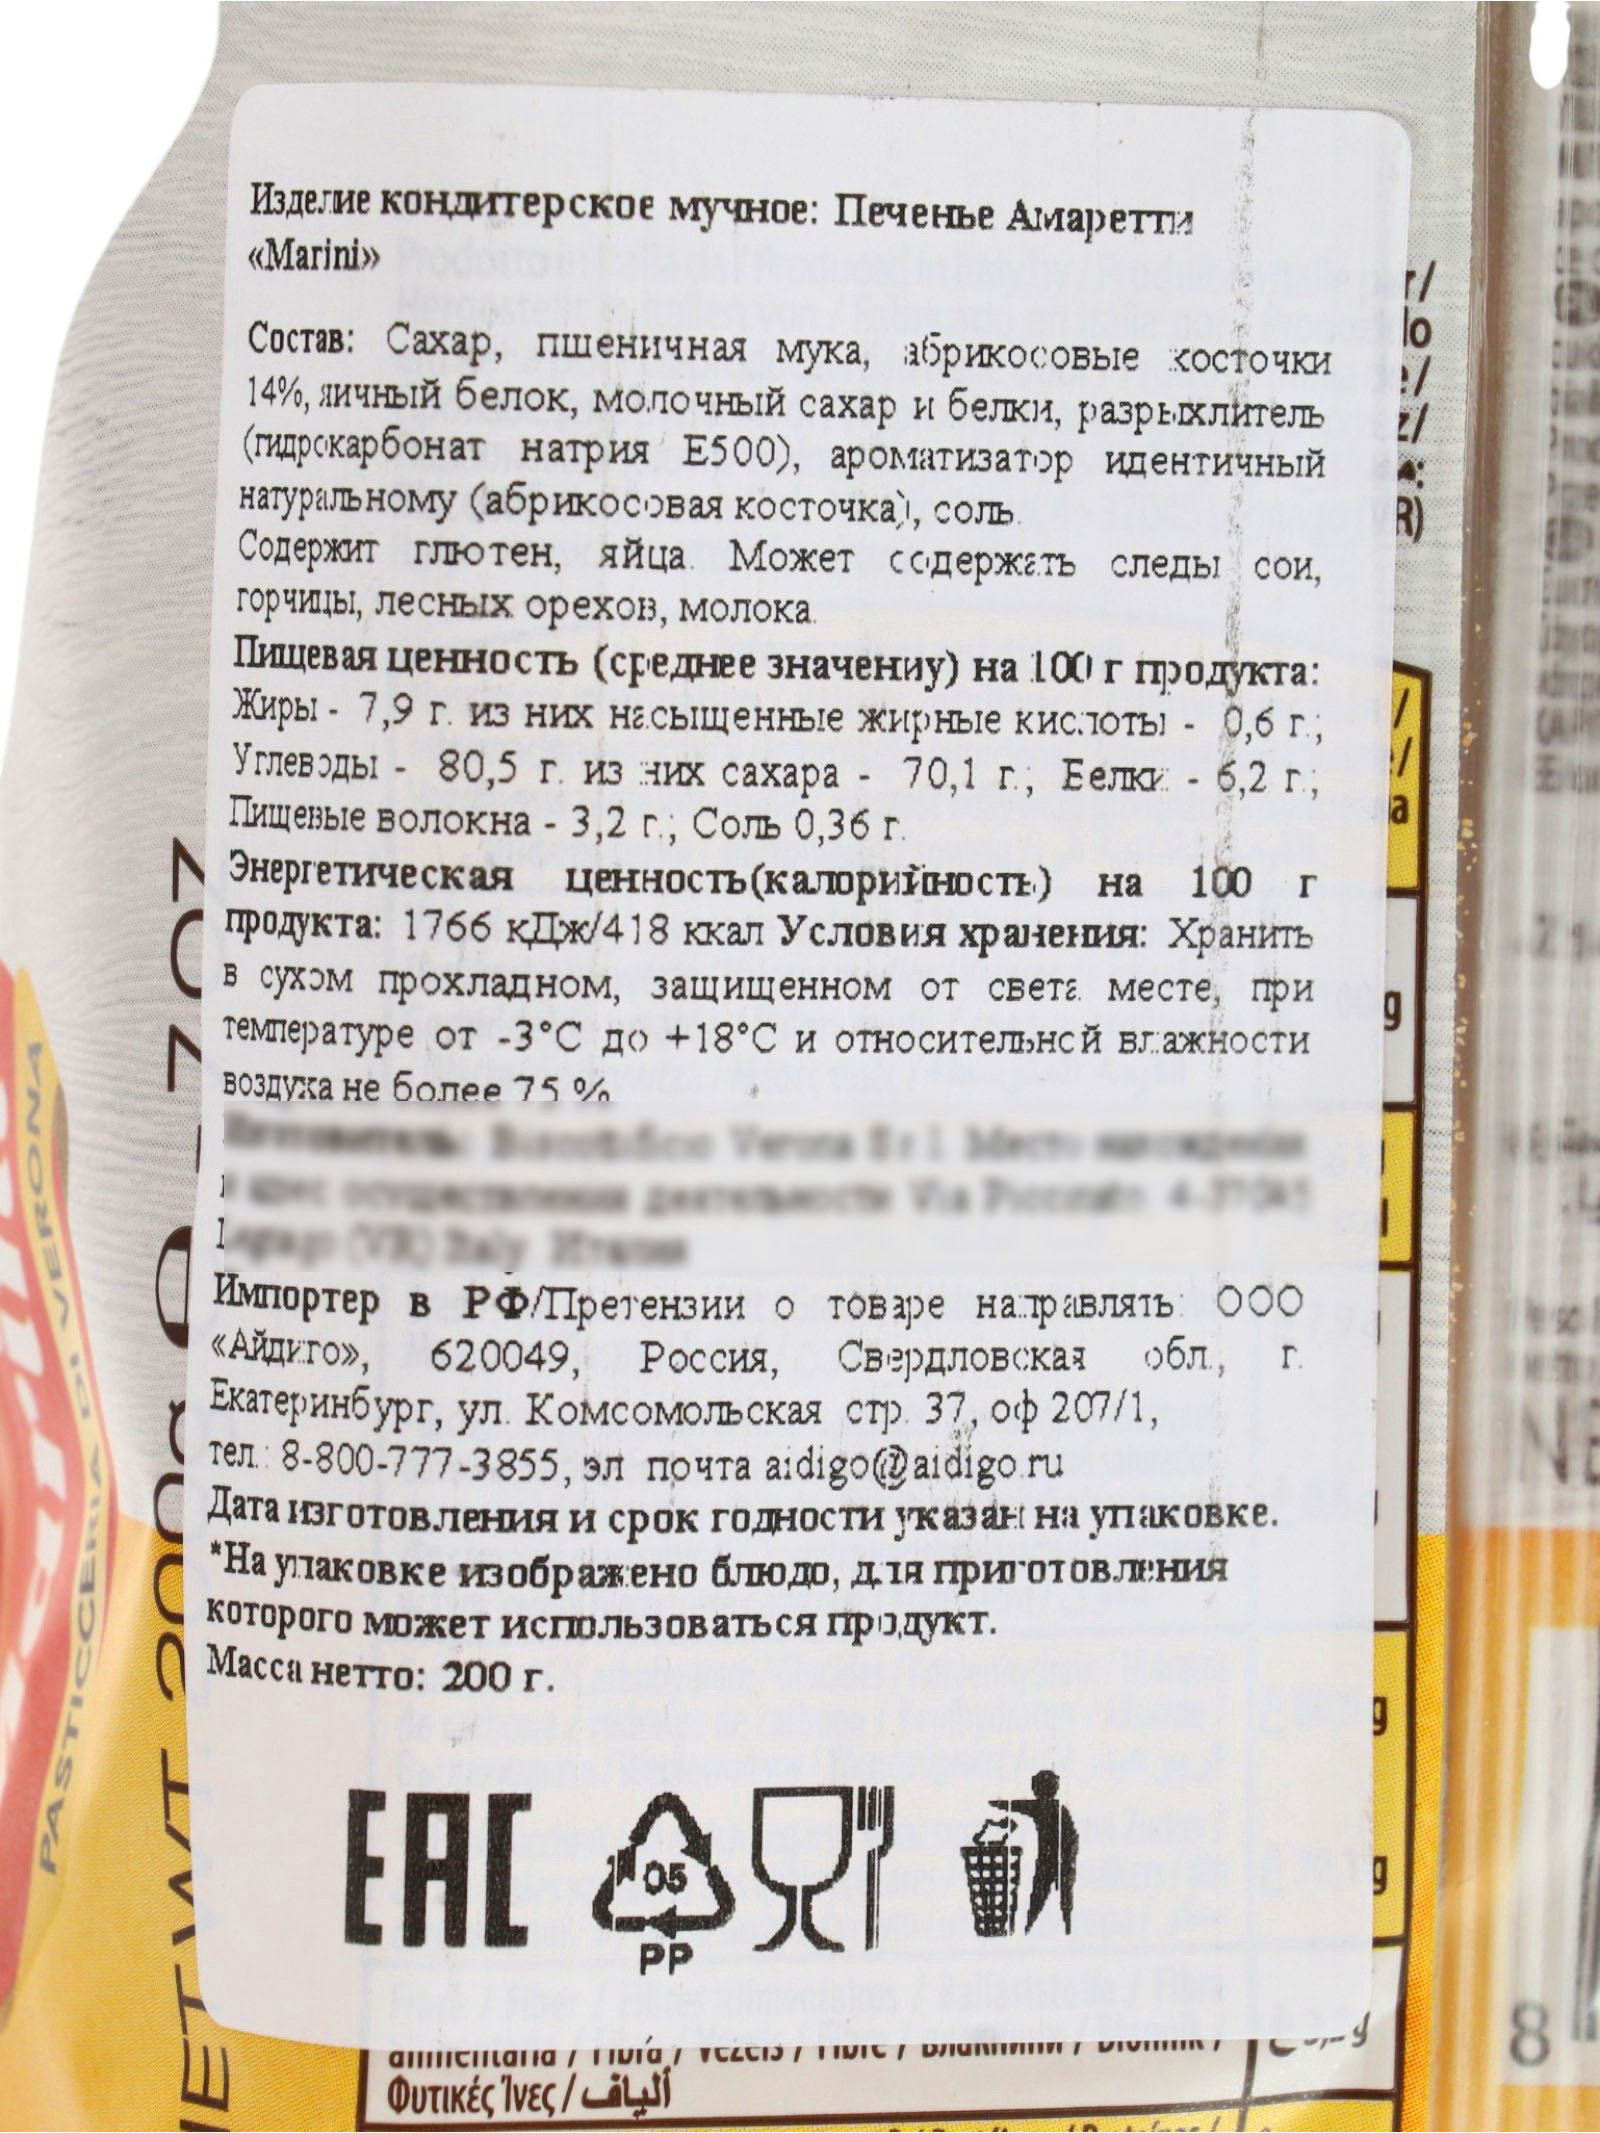 Изделие кондитерское мучное: Печенье Амаретти
«Marini»
Состав: Сахар, пшеничная мука, абрикосовые косточки
14%, яичный белок, молочный сахар и белки, разрыхлитель
(гидрокарбонат натрия E500), ароматизатор идентичный
натуральному (абрикосовая косточка), соль.
Содержит глютен, яйца. Может содержать следы сои,
горчицы, лесных орехов, молока.
Пищевая ценность (среднее значениу) на 100 г продукта:
Жиры - 7,9 г. из них насыщенные жирные кислоты - 0,6 г.;
Углеводы - 80,5 г. из них сахара - 70,1 г.; Белки - 6,2 г.;
Пищевые волокна - 3,2 г.; Соль 0,36 г.
Энергетическая ценность(калорийность) на 100 г
продукта: 1766 кДж/418 ккал Условия хранения: Хранить
в сухом прохладном, защищенном от света месте, при
температуре от -3°С до +18°С и относительной влажности
воздуха не более 75 %
Импортер в РФ/Претензии о товаре направлять: ООО
«Айдиго», 620049, Россия, Свердловская обл., г.
Екатеринбург, ул. Комсомольская стр. 37, оф 207/1,
тел.: 8-800-777-3855, эл. почта aidigo@aidigo.ru
Дата изготовления и срок годности указан на упаковке.
*На упаковке изображено блюдо, для приготовления
которого может использоваться продукт.
Масса нетто: 200 г.
EAC
05
PP
PASTICCERIA DI VERONA
Φυτικές Ίνες / ألياف
8